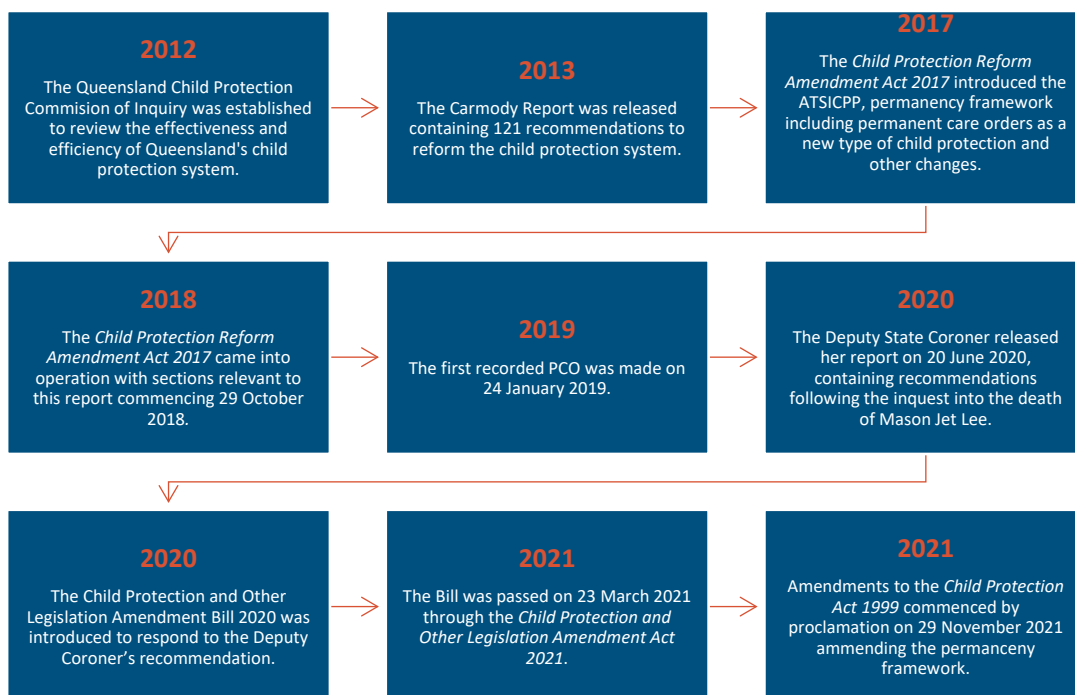 2012
The Queensland Child Protection
Commision of Inquiry was established
to review the effectiveness and
efficiency of Queensland's child
protection system.
2013
The Carmody Report was released
containing 121 recommendations to
reform the child protection system.
2017
The Child Protection Reform
Amendment Act 2017 introduced the
ATSICPP, permanency framework
including permanent care orders as a
new type of child protection and
other changes.
2018
The Child Protection Reform
Amendment Act 2017 came into
operation with sections relevant to
this report commencing 29 October
2018.
2019
The first recorded PCO was made on
24 January 2019.
2020
The Deputy State Coroner released
her report on 20 June 2020,
containing recommendations
following the inquest into the death
of Mason Jet Lee.
2020
The Child Protection and Other
Legislation Amendment Bill 2020 was
introduced to respond to the Deputy
Coroner’s recommendation.
2021
The Bill was passed on 23 March 2021
through the Child Protection and
Other Legislation Amendment Act
2021.
2021
Amendments to the Child Protection
Act 1999 commenced by
proclamation on 29 November 2021
ammending the permanceny
framework.